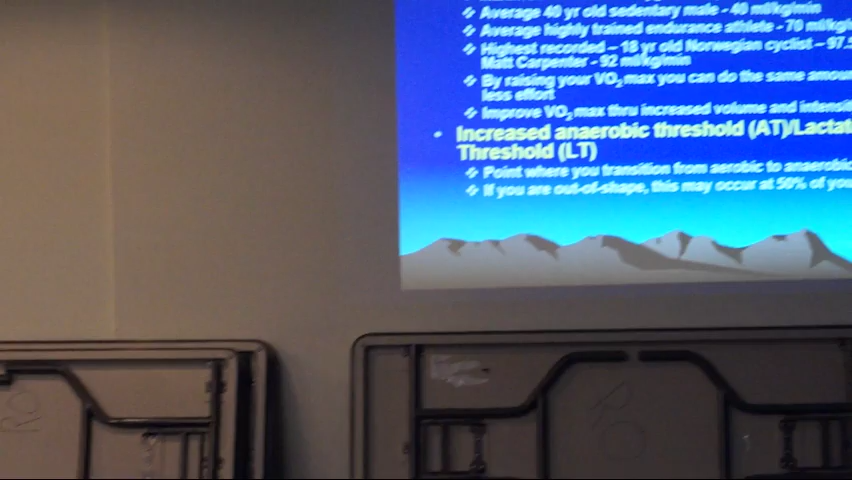 ❖ Average 40 yr old sedentary male - 40 ml/kg/min
❖ Average highly trained endurance athlete - 70 ml/kg/
❖ Highest recorded – 18 yr old Norwegian cyclist – 97.5
Matt Carpenter - 92 ml/kg/min
❖ By raising your VO2 max you can do the same amou
less effort
❖ Improve VO2 max thru increased volume and intensit
• Increased anaerobic threshold (AT)/Lactat
Threshold (LT)
❖ Point where you transition from aerobic to anaerobic
❖ If you are out-of-shape, this may occur at 50% of you
RO